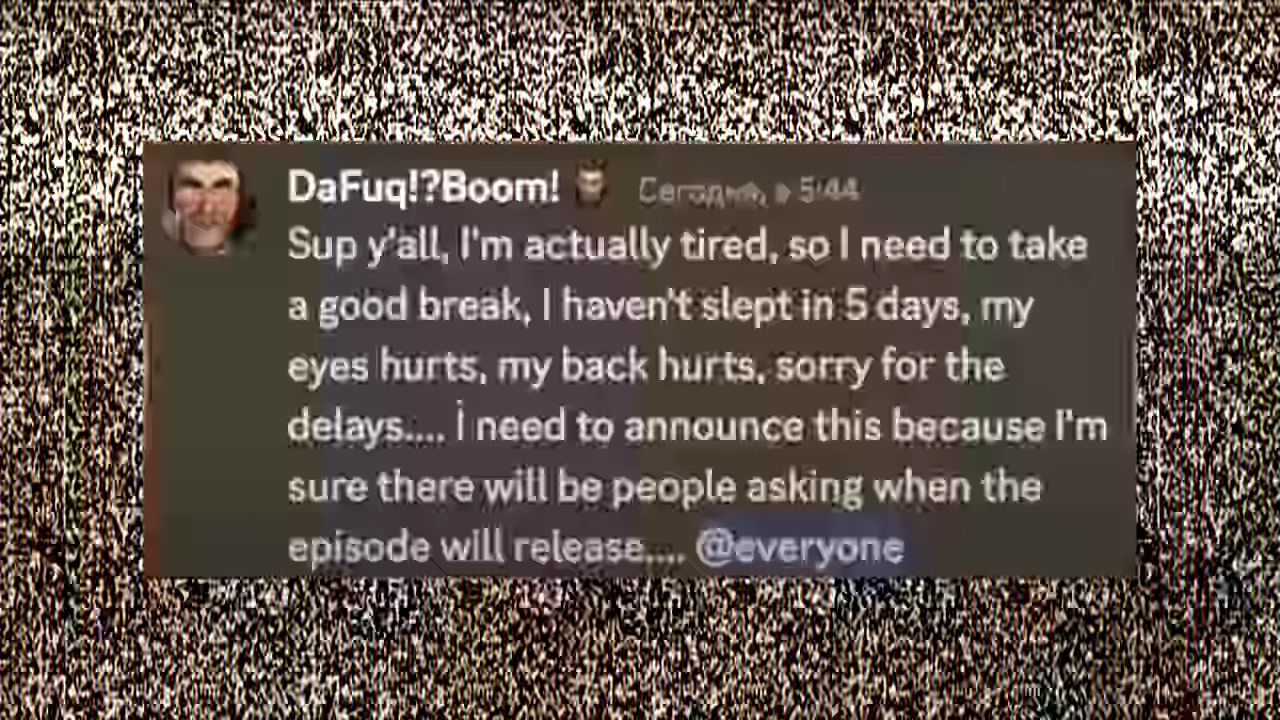 DaFuq!?Boom! Сегодня, в 5:44
Sup y'all, I'm actually tired, so I need to take
a good break, I haven't slept in 5 days, my
eyes hurts, my back hurts, sorry for the
delays.... i need to announce this because I'm
sure there will be people asking when the
episode will release.... @everyone